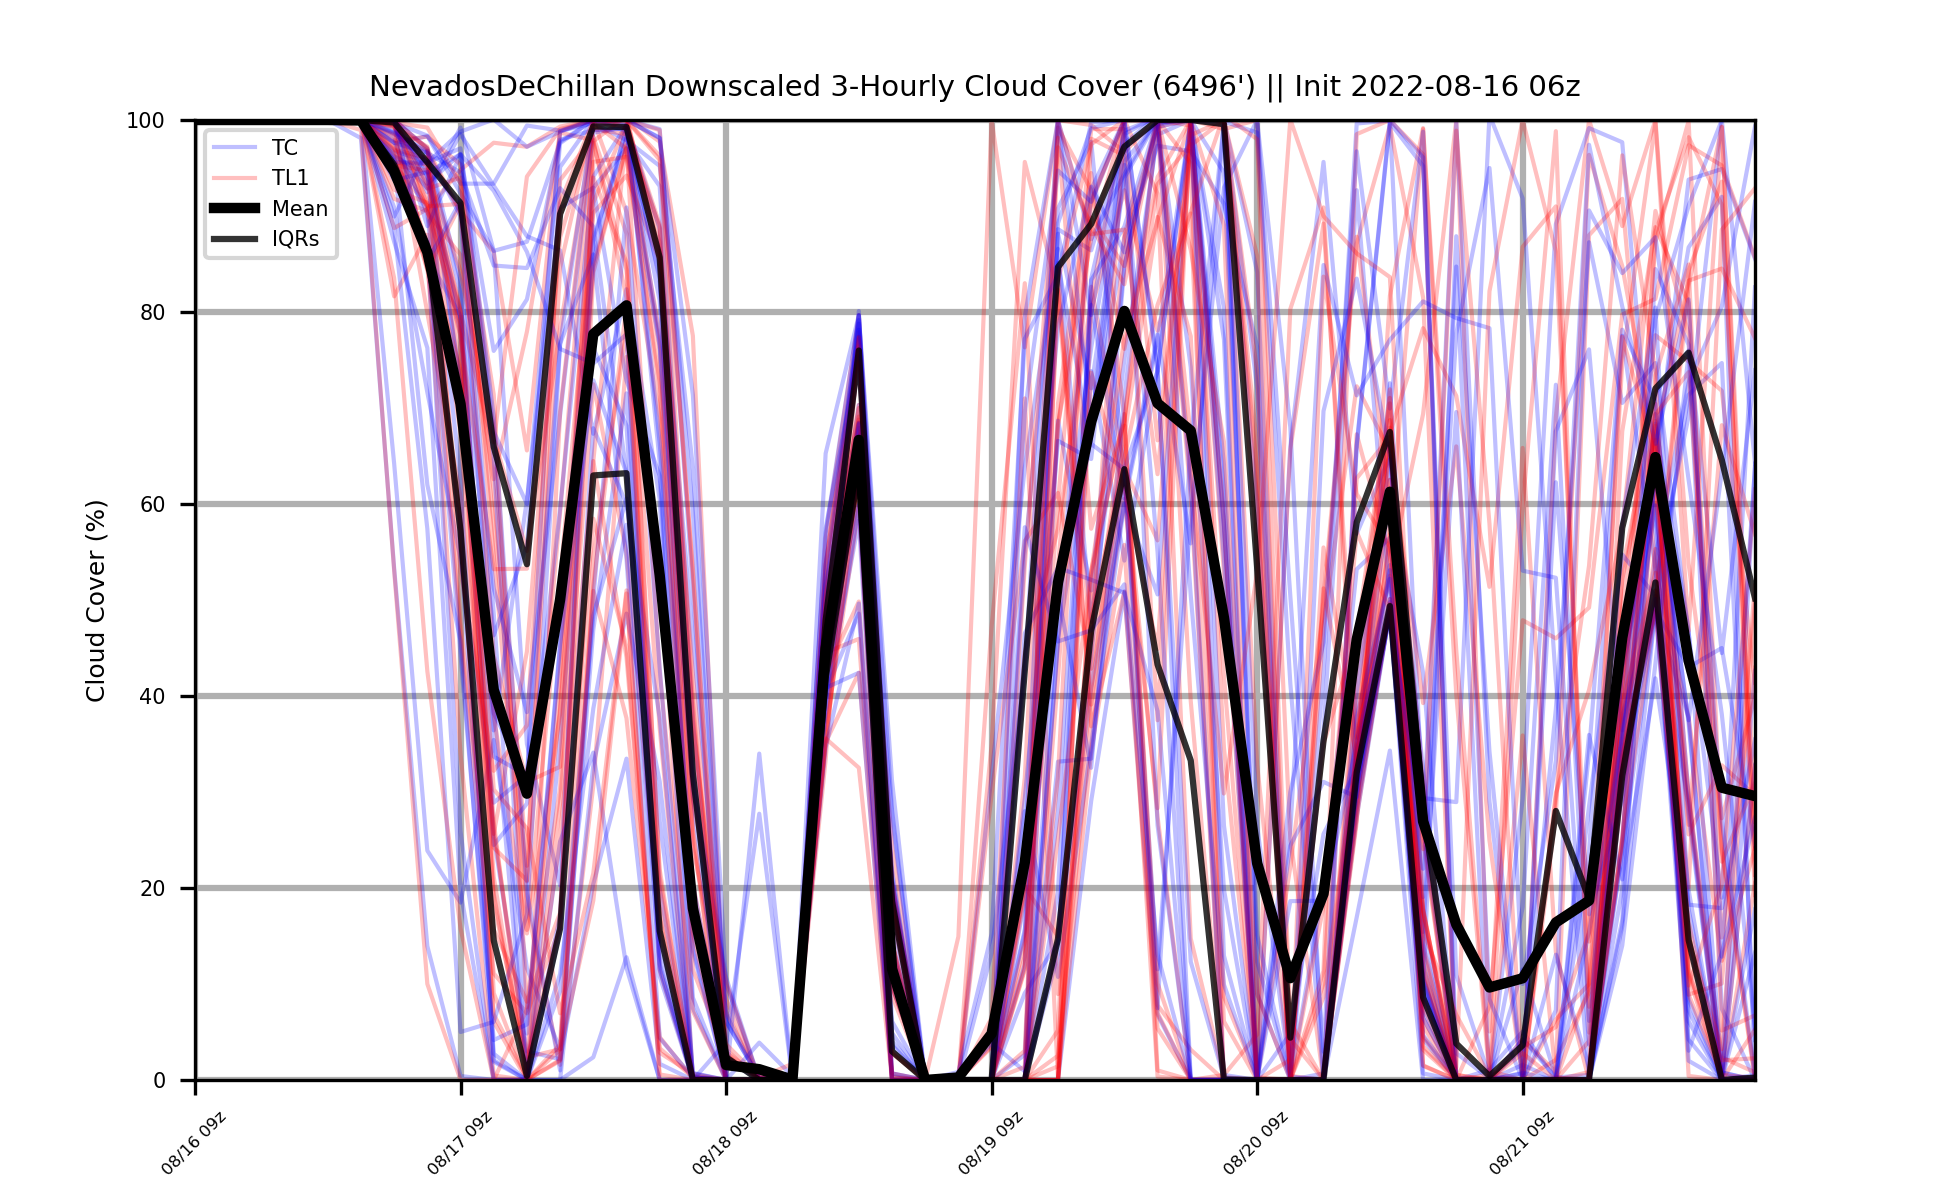 NevadosDeChillan Downscaled 3-Hourly Cloud Cover (6496') || Init 2022-08-16 06z
100
80
60
40
20
0
Cloud Cover (%)
TC
TL1
Mean
IQRs
08/16 09z
08/17 09z
08/18 09z
08/19 09z
08/20 09z
08/21 09z